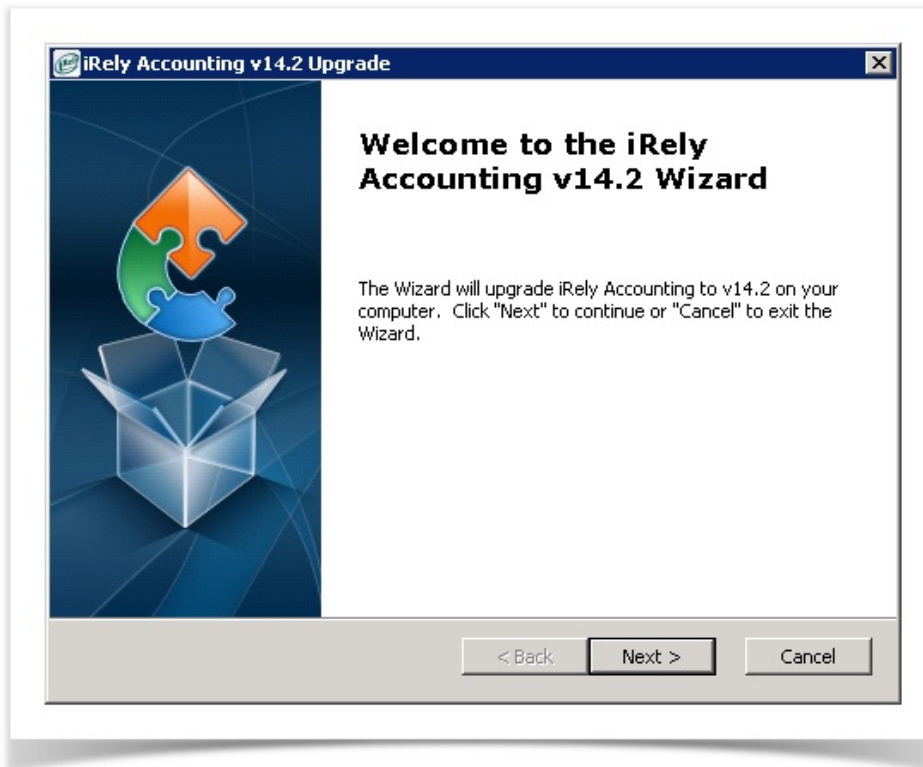 iRely Accounting v14.2 Upgrade
Welcome to the iRely
Accounting v14.2 Wizard
The Wizard will upgrade iRely Accounting to v14.2 on your
computer. Click "Next" to continue or "Cancel" to exit the
Wizard.
< Back
Next >
Cancel